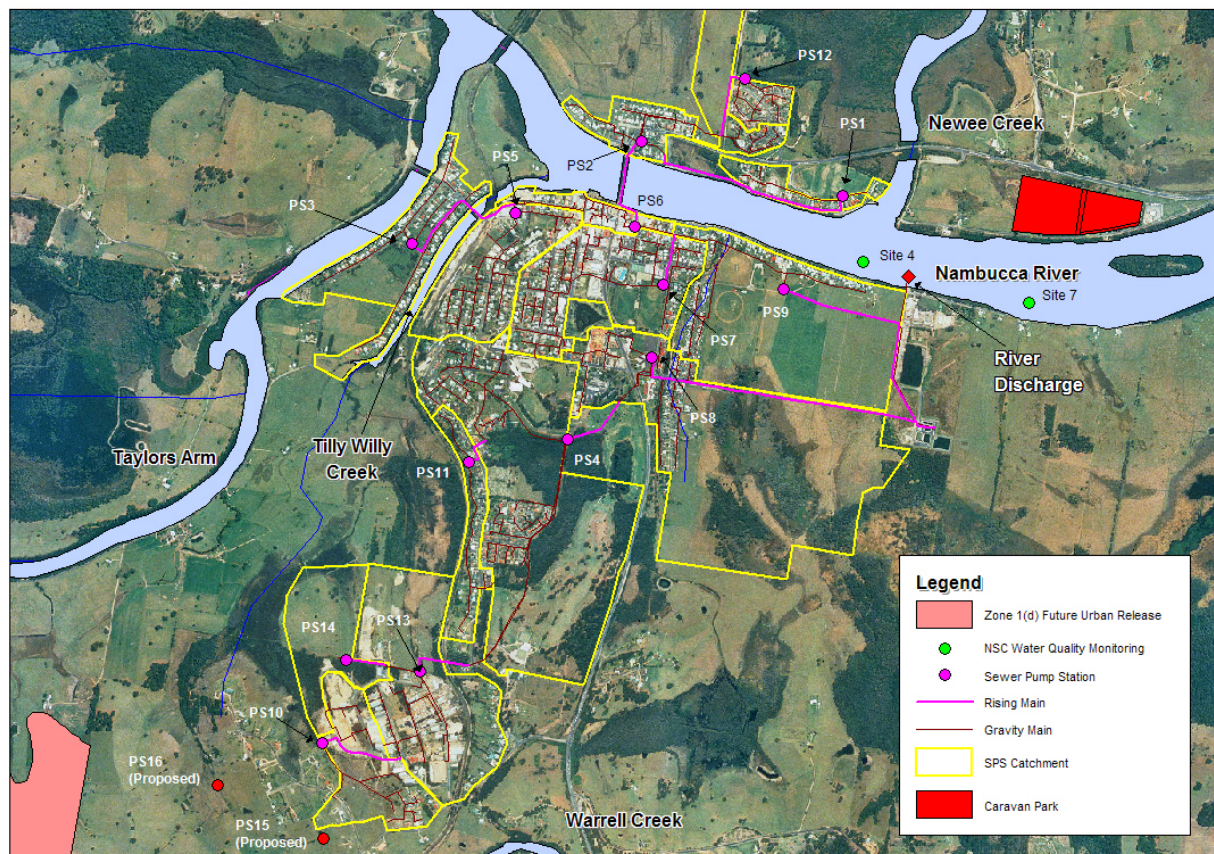 PS12
Newee Creek
PS1
PS5
PS2
PS3
PS6
Site 4
Nambucca River
Site 7
PS9
PS7
River
Discharge
PS8
Tilly Willy
Creek
Taylors Arm
PS11
PS4
Legend
Zone 1(d) Future Urban Release
NSC Water Quality Monitoring
Sewer Pump Station
Rising Main
Gravity Main
SPS Catchment
Caravan Park
PS14
PS13
PS10
PS16
(Proposed)
PS15
(Proposed)
Warrell Creek